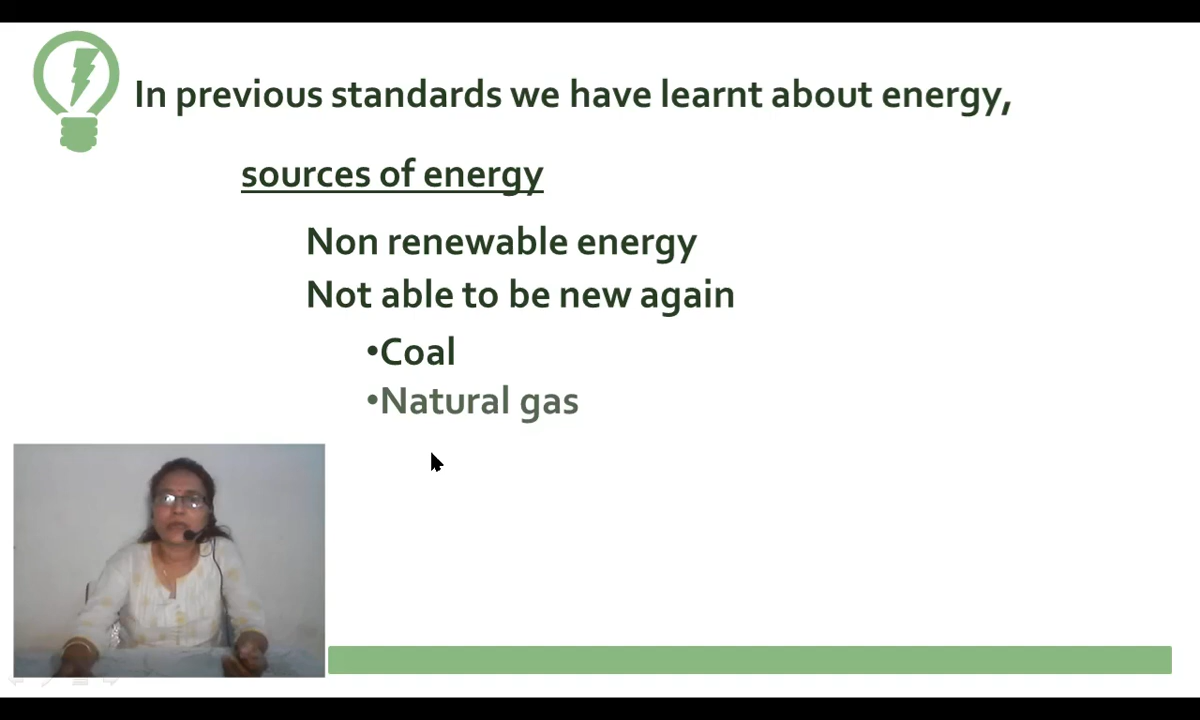 In previous standards we have learnt about energy,
sources of energy
Non renewable energy
Not able to be new again
•Coal
•Natural gas